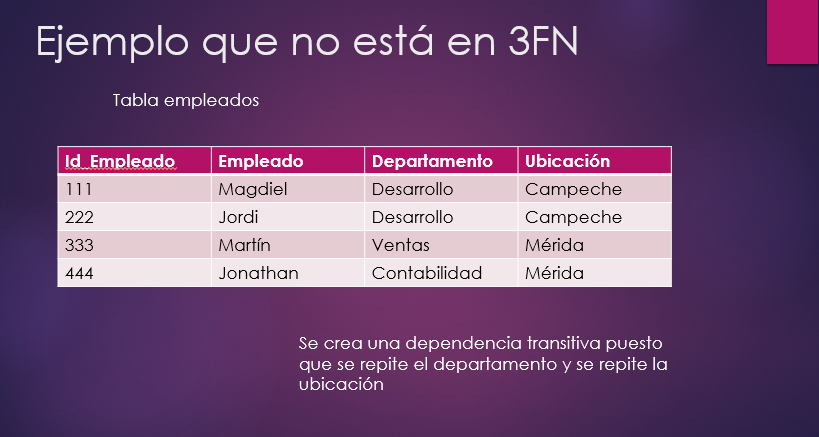 Ejemplo que no está en 3FN
Tabla empleados
Id_Empleado Empleado Departamento Ubicación
111 Magdiel Desarrollo Campeche
222 Jordi Desarrollo Campeche
333 Martín Ventas Mérida
444 Jonathan Contabilidad Mérida
Se crea una dependencia transitiva puesto
que se repite el departamento y se repite la
ubicación